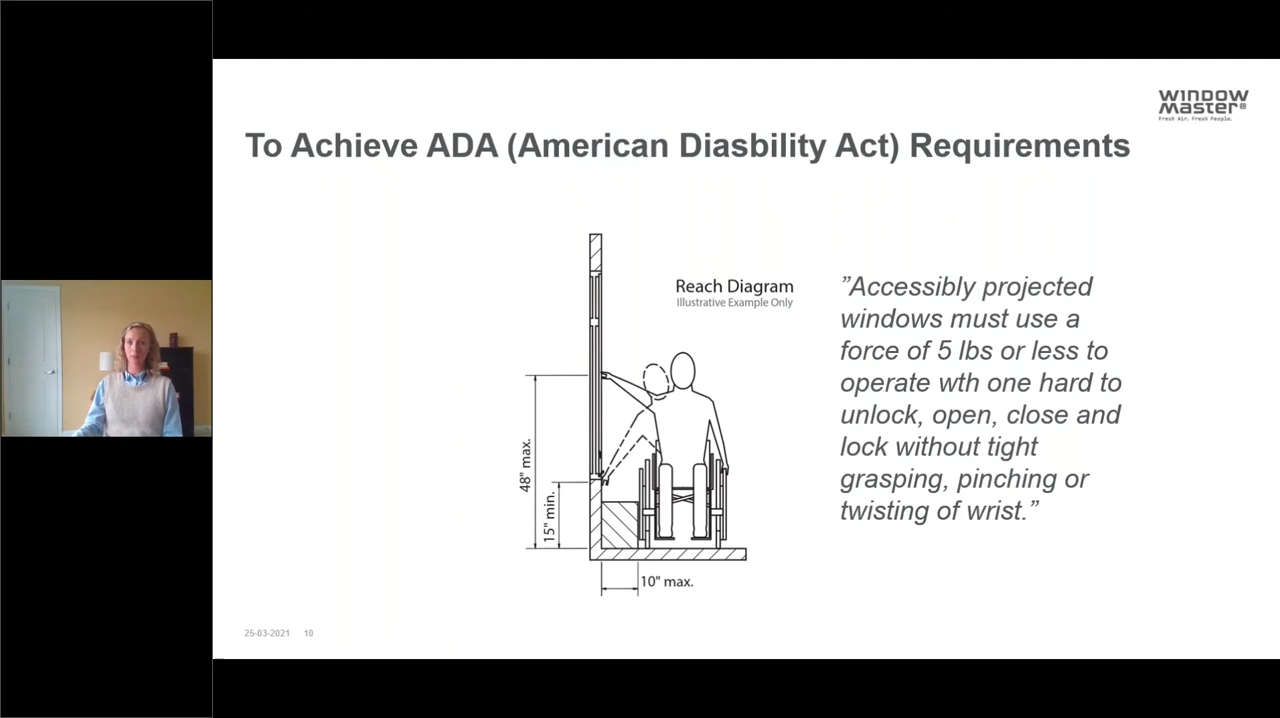 WINDOW
MASTER®
Fresh Air. Fresh People.
To Achieve ADA (American Diasbility Act) Requirements
Reach Diagram
Illustrative Example Only
48" max.
15" min.
10" max.
”Accessibly projected
windows must use a
force of 5 lbs or less to
operate wth one hard to
unlock, open, close and
lock without tight
grasping, pinching or
twisting of wrist.”
25-03-2021 10